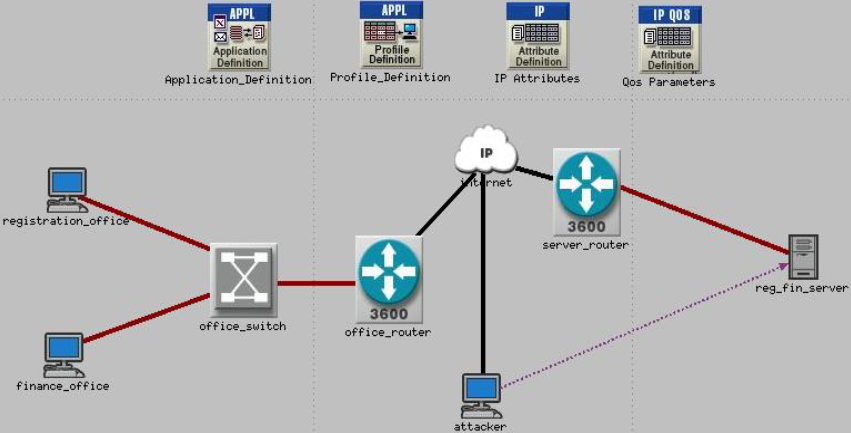 APPL
Application
Definition
Application_Definition
APPL
Profile
Definition
Profile_Definition
IP
Attribute
Definition
IP Attributes
IP QOS
Attribute
Definition
Qos Parameters
IP
internet
registration_office
3600
server_router
reg_fin_server
office_switch
3600
office_router
finance_office
attacker